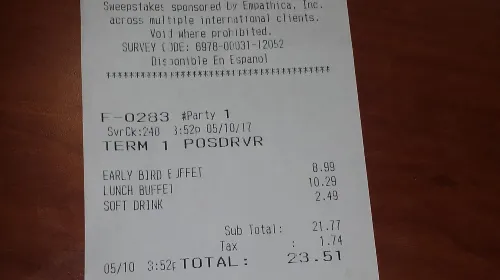 Sweepstakes sponsored by Empathica, Inc.
across multiple international clients.
Void where prohibited.
SURVEY CODE: 6978-00031-12052
Disponible En Espanol
****************************************
F-0283 #Party 1
SvrCk:240 3:52p 05/10/17
TERM 1 POSDRVR
EARLY BIRD BUFFET 8.99
LUNCH BUFFET 10.29
SOFT DRINK 2.49
Sub Total: 21.77
Tax : 1.74
05/10 3:52p TOTAL: 23.51